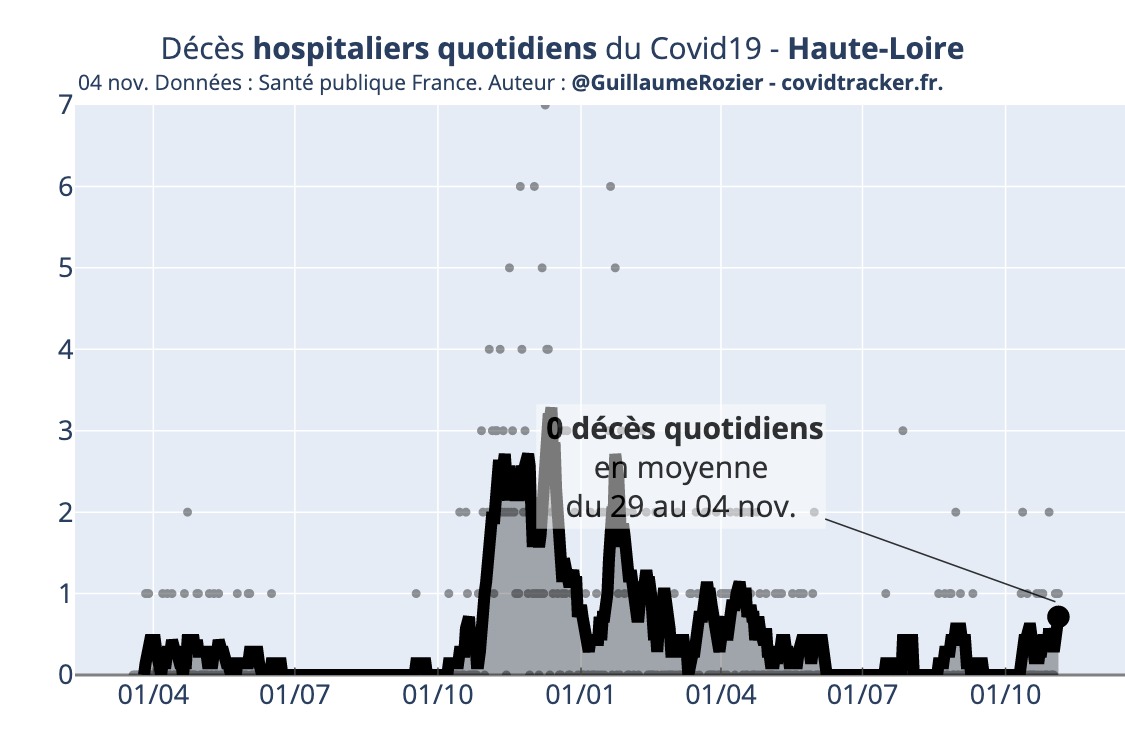 Décès hospitaliers quotidiens du Covid19 - Haute-Loire
04 nov. Données : Santé publique France. Auteur : @GuillaumeRozier - covidtracker.fr.
7
6
5
4
3
2
1
0
0 décès quotidiens
en moyenne
du 29 au 04 nov.
01/04 01/07 01/10 01/01 01/04 01/07 01/10